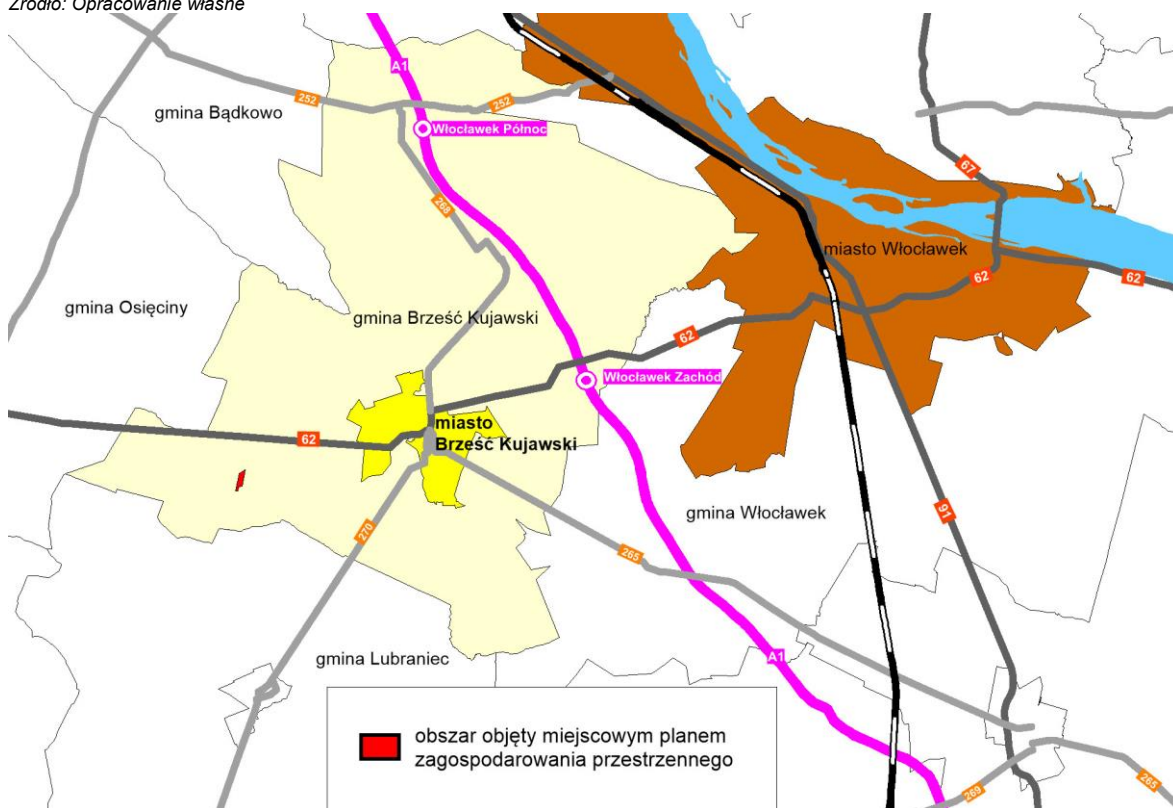 Źródło: Opracowanie własne
A1
252
252
gmina Bądkowo
Włocławek Północ
67
268
miasto Włocławek
62
62
gmina Osięciny
gmina Brześć Kujawski
62
Włocławek Zachód
miasto
Brześć Kujawski
62
gmina Włocławek
91
270
265
gmina Lubraniec
A1
obszar objęty miejscowym planem
zagospodarowania przestrzennego
265
269